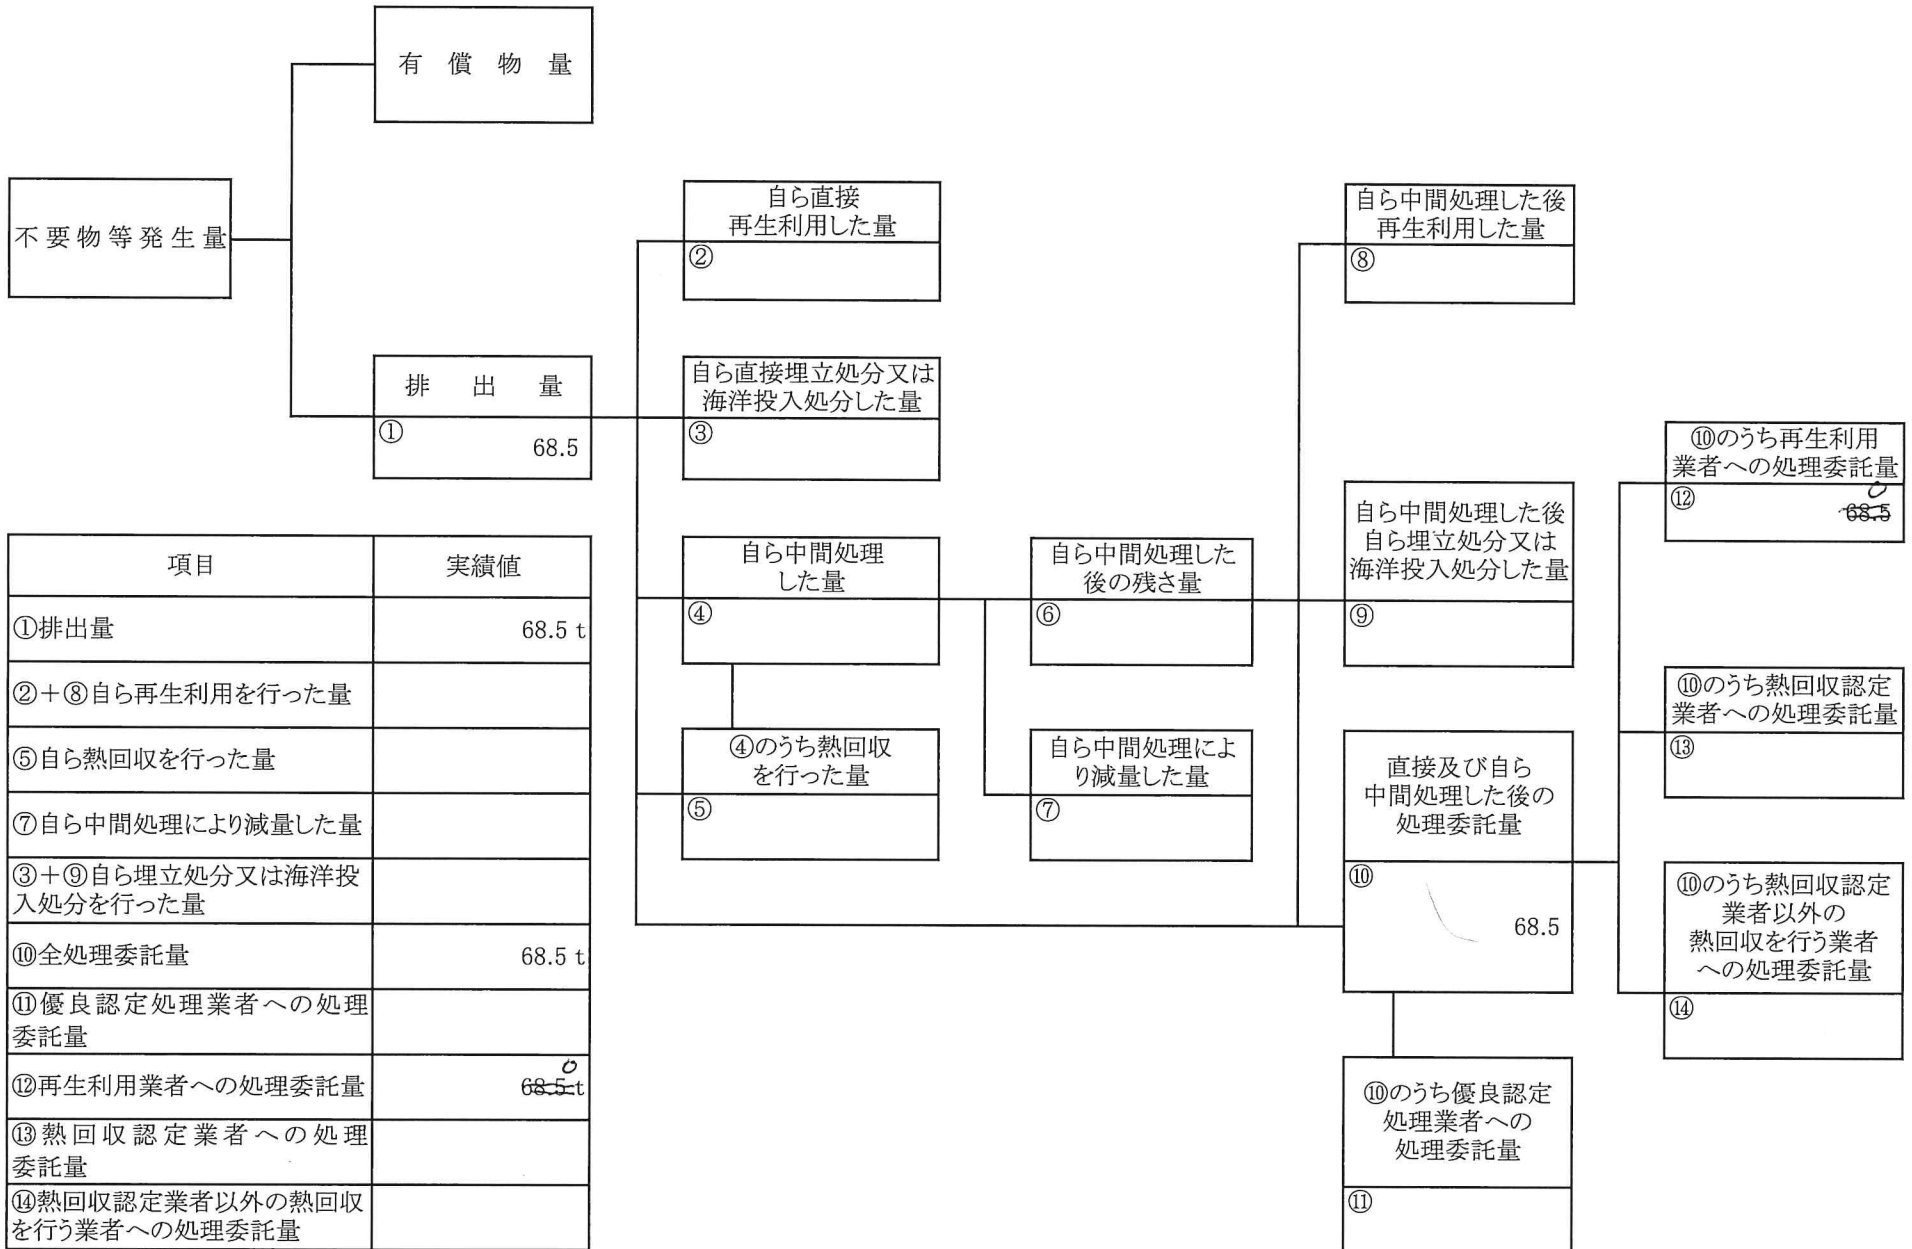 有償物量
不要物等発生量
排出量
①
68.5
自ら直接
再生利用した量
②
自ら直接埋立処分又は
海洋投入処分した量
③
自ら中間処理
した量
④
④のうち熱回収
を行った量
⑤
自ら中間処理した
後の残さ量
⑥
自ら中間処理によ
り減量した量
⑦
自ら中間処理した後
再生利用した量
⑧
自ら中間処理した後
自ら埋立処分又は
海洋投入処分した量
⑨
直接及び自ら
中間処理した後の
処理委託量
⑩
68.5
⑩のうち優良認定
処理業者への
処理委託量
⑪
⑩のうち再生利用
業者への処理委託量
⑫
0
68.5
⑩のうち熱回収認定
業者への処理委託量
⑬
⑩のうち熱回収認定
業者以外の
熱回収を行う業者
への処理委託量
⑭
項目 実績値
①排出量 68.5 t
②+⑧自ら再生利用を行った量
⑤自ら熱回収を行った量
⑦自ら中間処理により減量した量
③+⑨自ら埋立処分又は海洋投
入処分を行った量
⑩全処理委託量 68.5 t
⑪優良認定処理業者への処理
委託量
0
⑫再生利用業者への処理委託量 68.5 t
⑬熱回収認定業者への処理
委託量
⑭熱回収認定業者以外の熱回収
を行う業者への処理委託量